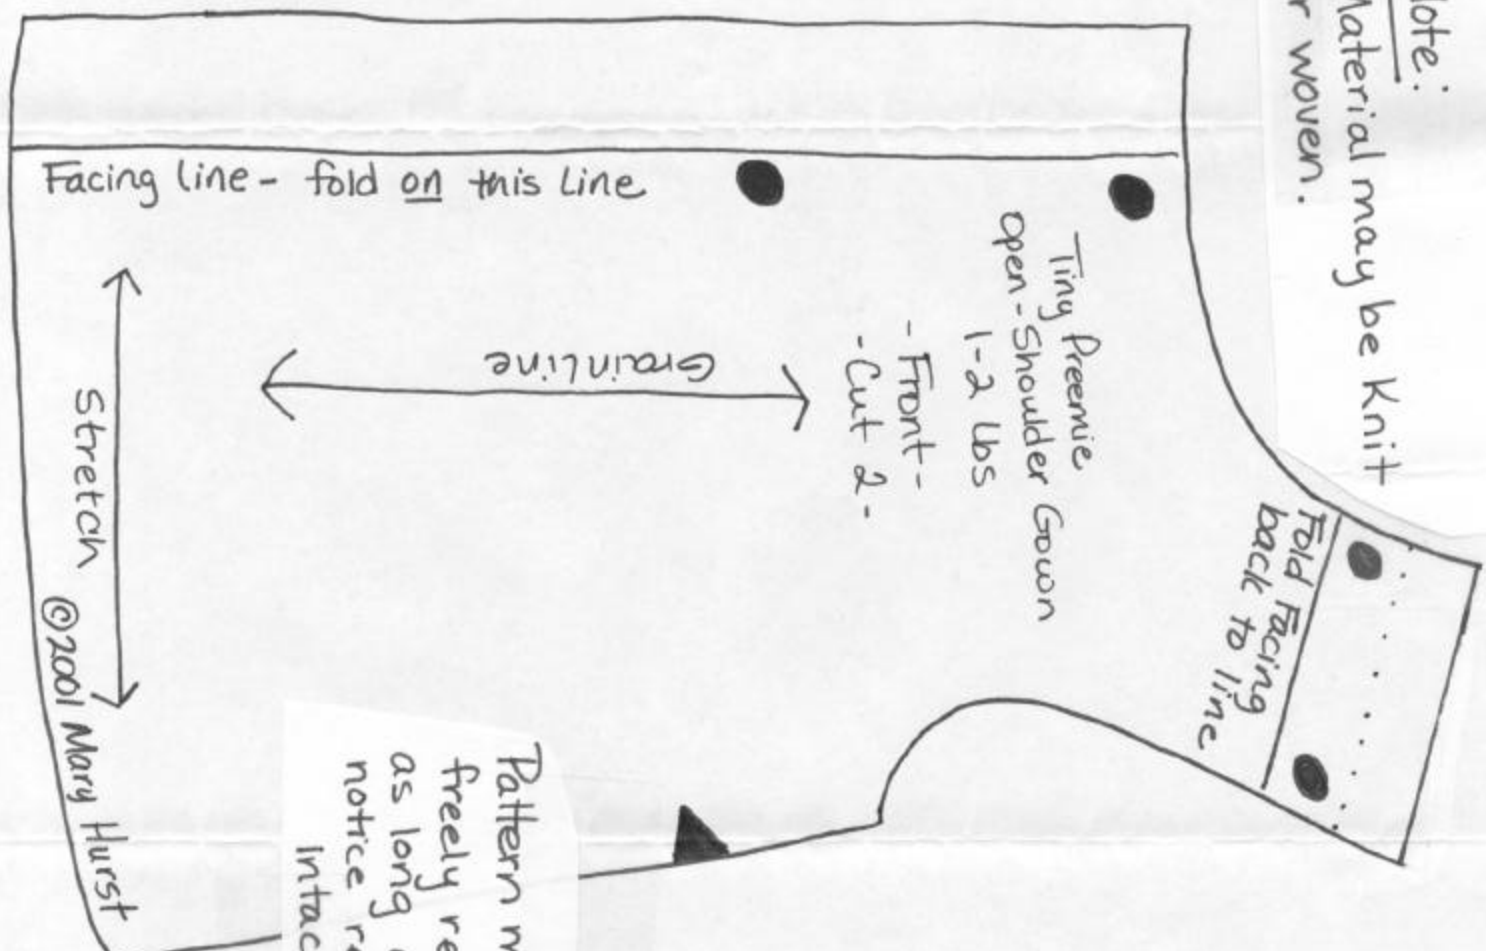 Note:
Material may be Knit
or woven.
Facing line - fold on this Line
Tiny Preemie
Open-Shoulder Gown
1-2 Lbs
-Front-
-Cut 2-
Grainline
Stretch
Fold Facing
back to line
Pattern
freely
as long
notice
©2001 Mary Hurst